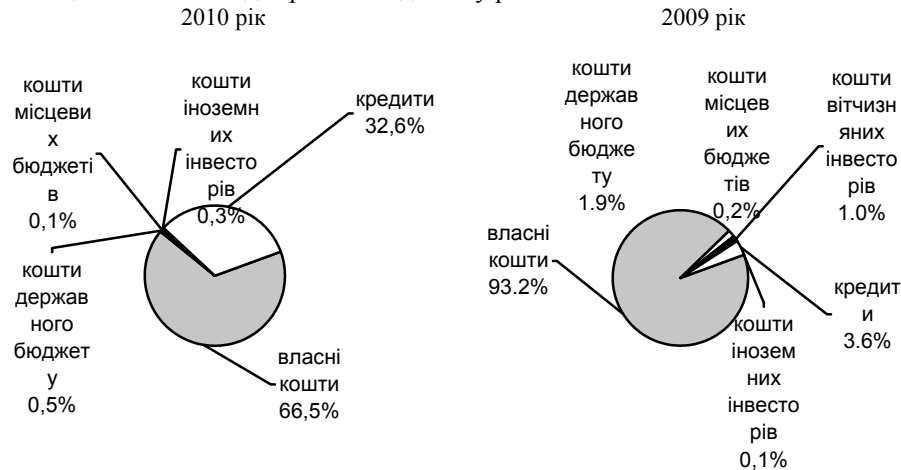 2010 рік
2009 рік
кошти
місцеви
х
бюджеті
в
0,1%
кошти
іноземн
их
інвесто
рів
0,3%
кредити
32,6%
кошти
держав
ного
бюджет
у
0,5%
власні
кошти
66,5%
кошти
держав
ного
бюдже
ту
1.9%
кошти
місцев
их
бюдже
тів
0,2%
кошти
вітчизн
яних
інвесто
рів
1.0%
власні
кошти
93.2%
кредит
и
3.6%
кошти
інозем
них
інвесто
рів
0,1%